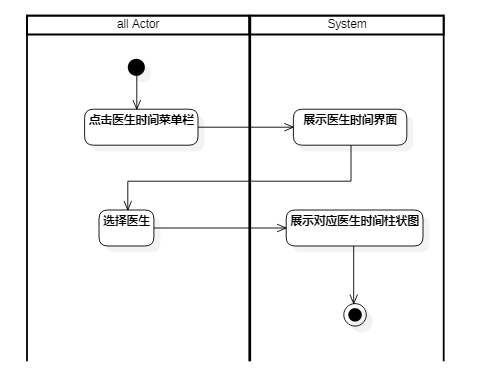 all Actor
System
点击医生时间菜单栏
展示医生时间界面
选择医生
展示对应医生时间柱状图